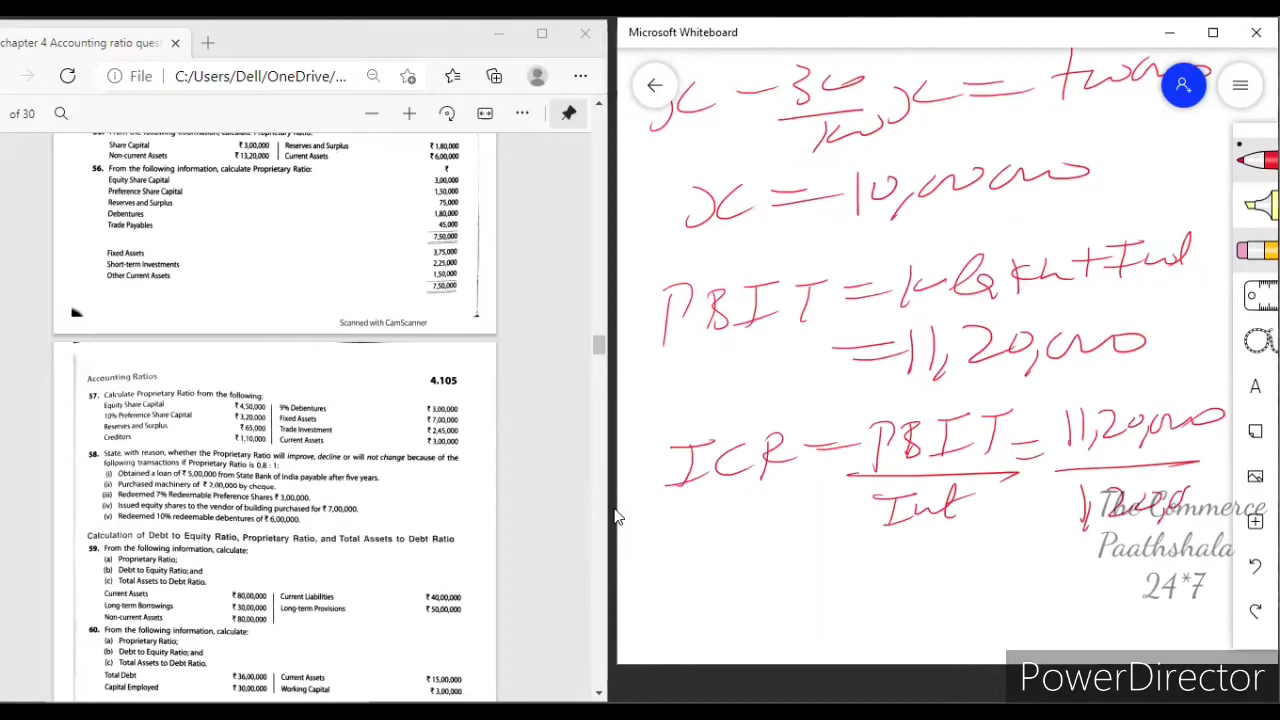 chapter 4 Accounting ratio ques
File
C:/Users/Dell/OneDrive/...
of 30
Share Capital ₹ 3,00,000 Reserves and Surplus ₹ 1,80,000
Non-current Assets ₹ 13,20,000 Current Assets ₹ 6,00,000
56. From the following information, calculate Proprietary Ratio: ₹
Equity Share Capital 3,00,000
Preference Share Capital 1,50,000
Reserves and Surplus 75,000
Debentures 1,80,000
Trade Payables 45,000
7,50,000
Fixed Assets 3,75,000
Short-term Investments 2,25,000
Other Current Assets 1,50,000
7,50,000
Scanned with CamScanner
Accounting Ratios 4.105
57. Calculate Proprietary Ratio from the following:
Equity Share Capital ₹ 4,50,000 9% Debentures ₹ 3,00,000
10% Preference Share Capital ₹ 3,20,000 Fixed Assets ₹ 7,00,000
Reserves and Surplus ₹ 65,000 Trade Investment ₹ 2,45,000
Creditors ₹ 1,10,000 Current Assets ₹ 3,00,000
58. State, with reason, whether the Proprietary Ratio will improve, decline or will not change because of the
following transactions if Proprietary Ratio is 0.8 : 1:
(i) Obtained a loan of ₹ 5,00,000 from State Bank of India payable after five years.
(ii) Purchased machinery of ₹ 2,00,000 by cheque.
(iii) Redeemed 7% Redeemable Preference Shares ₹ 3,00,000.
(iv) Issued equity shares to the vendor of building purchased for ₹ 7,00,000.
(v) Redeemed 10% redeemable debentures of ₹ 6,00,000.
Calculation of Debt to Equity Ratio, Proprietary Ratio, and Total Assets to Debt Ratio
59. From the following information, calculate:
(a) Proprietary Ratio;
(b) Debt to Equity Ratio; and
(c) Total Assets to Debt Ratio.
Current Assets ₹ 80,00,000 Current Liabilities ₹ 40,00,000
Long-term Borrowings ₹ 30,00,000 Long-term Provisions ₹ 50,00,000
Non-current Assets ₹ 80,00,000
60. From the following information, calculate:
(a) Proprietary Ratio;
(b) Debt to Equity Ratio; and
(c) Total Assets to Debt Ratio.
Total Debt ₹ 36,00,000 Current Assets ₹ 15,00,000
Capital Employed ₹ 30,00,000 Working Capital ₹ 3,00,000
Microsoft Whiteboard
x = 10,00,000
PBIT =
= 11,20,000
ICR = PBIT = 11,20,000
Int
The Commerce
Paathshala
24*7
PowerDirector